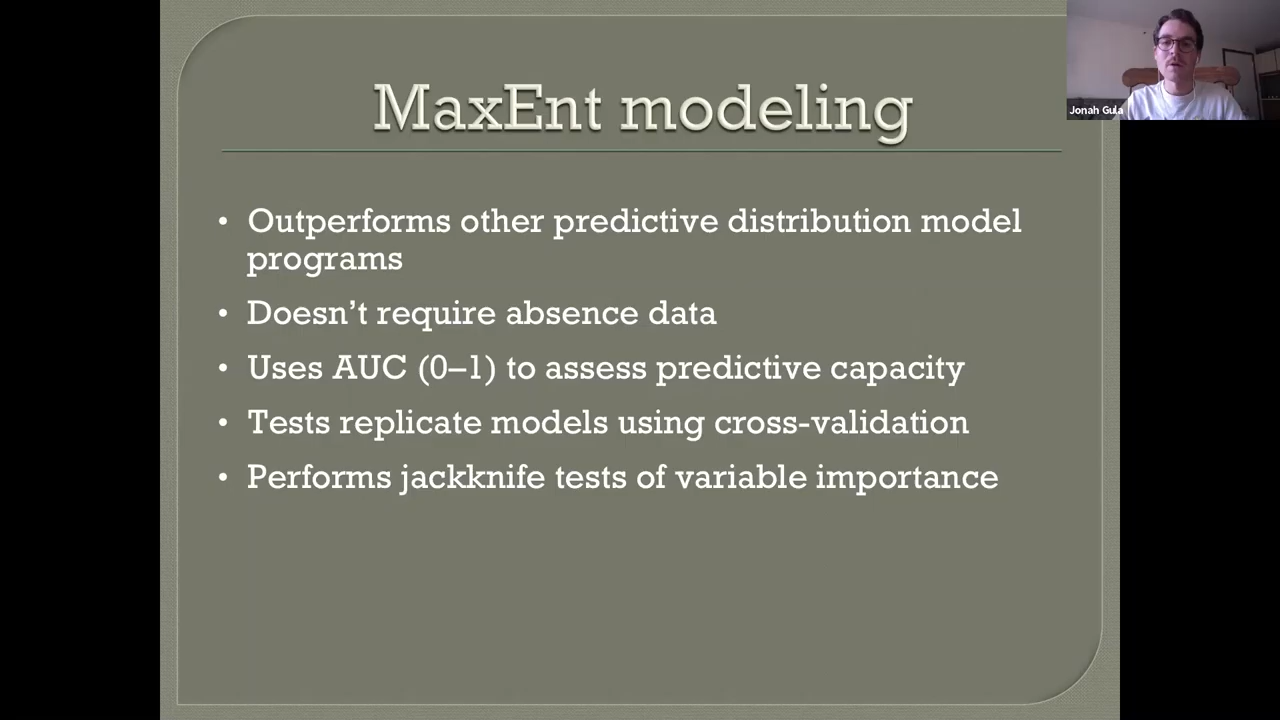 MaxEnt modeling
Jonah Gula
• Outperforms other predictive distribution model
programs
• Doesn’t require absence data
• Uses AUC (0–1) to assess predictive capacity
• Tests replicate models using cross-validation
• Performs jackknife tests of variable importance